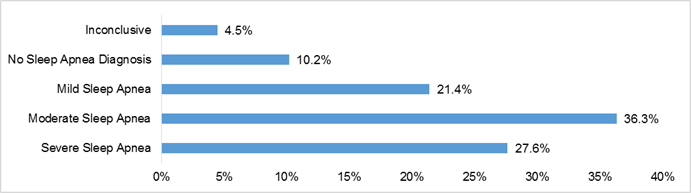 Inconclusive 4.5%
No Sleep Apnea Diagnosis 10.2%
Mild Sleep Apnea 21.4%
Moderate Sleep Apnea 36.3%
Severe Sleep Apnea 27.6%
0% 5% 10% 15% 20% 25% 30% 35% 40%